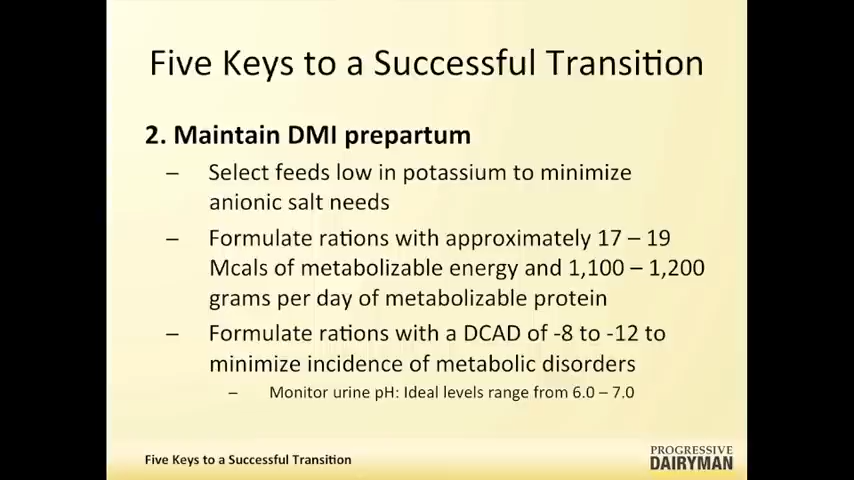 Five Keys to a Successful Transition
2. Maintain DMI prepartum
– Select feeds low in potassium to minimize
anionic salt needs
– Formulate rations with approximately 17 – 19
Mcals of metabolizable energy and 1,100 – 1,200
grams per day of metabolizable protein
– Formulate rations with a DCAD of -8 to -12 to
minimize incidence of metabolic disorders
– Monitor urine pH: Ideal levels range from 6.0 – 7.0
Five Keys to a Successful Transition
PROGRESSIVE
DAIRYMAN